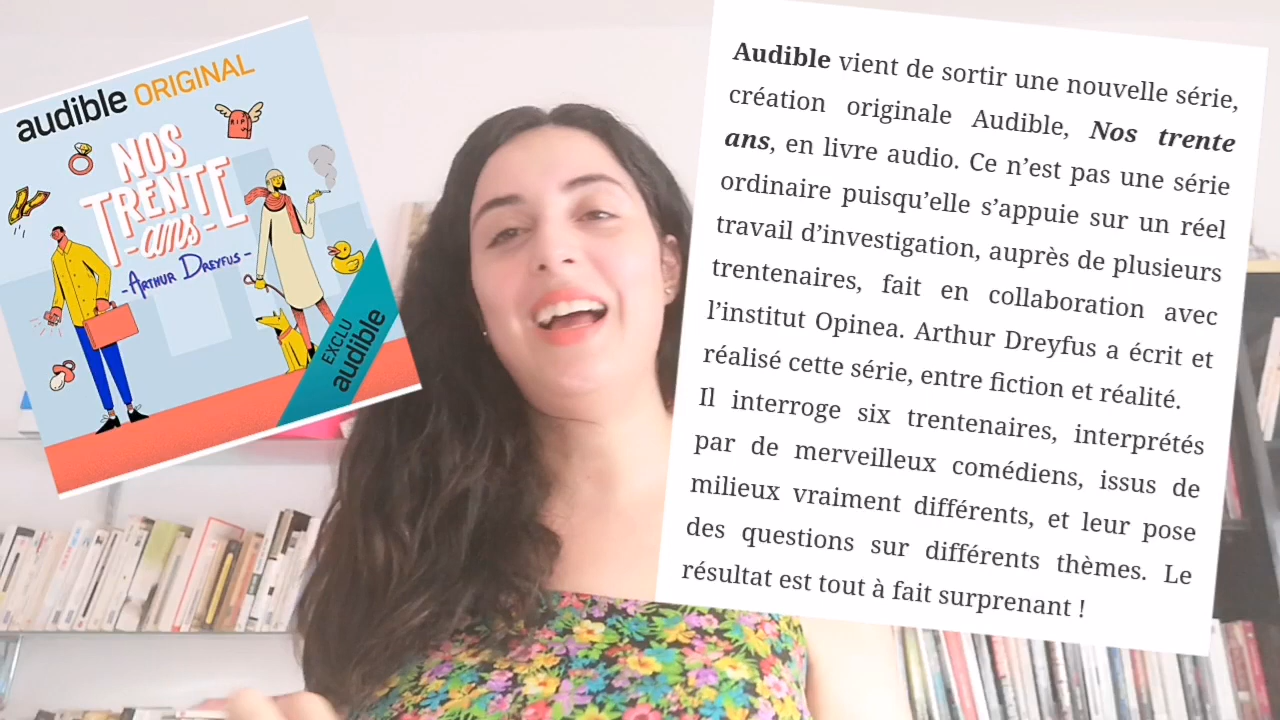 audible ORIGINAL
R.I.P
NOS
TRENTE
-ans-
-ARTHUR DREYFUS-
EXCLU
audible
Audible vient de sortir une nouvelle série,
création originale Audible, Nos trente
ans, en livre audio. Ce n’est pas une série
ordinaire puisqu’elle s’appuie sur un réel
travail d’investigation, auprès de plusieurs
trentenaires, fait en collaboration avec
l’institut Opinea. Arthur Dreyfus a écrit et
réalisé cette série, entre fiction et réalité.
Il interroge six trentenaires, interprétés
par de merveilleux comédiens, issus de
milieux vraiment différents, et leur pose
des questions sur différents thèmes. Le
résultat est tout à fait surprenant !